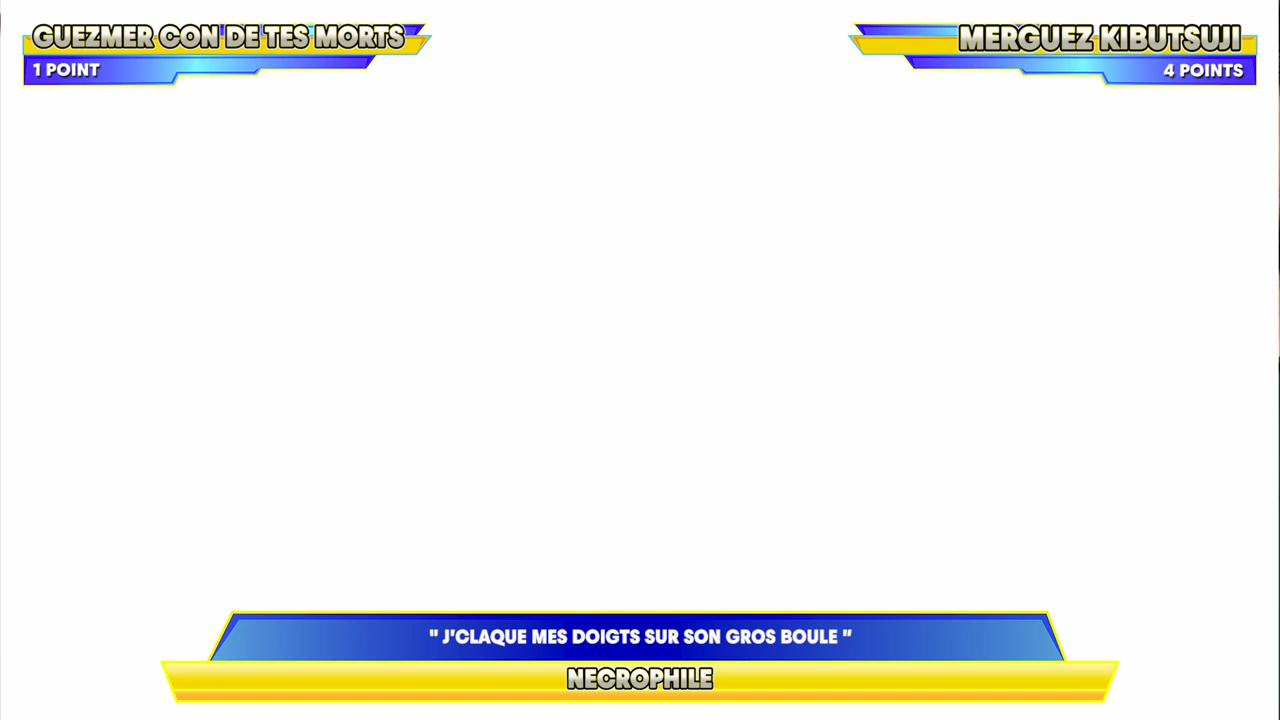 GUEZMER CON DE TES MORTS
1 POINT
MERGUEZ KIBUTSUJI
4 POINTS
" J'CLAQUE MES DOIGTS SUR SON GROS BOULE "
NECROPHILE